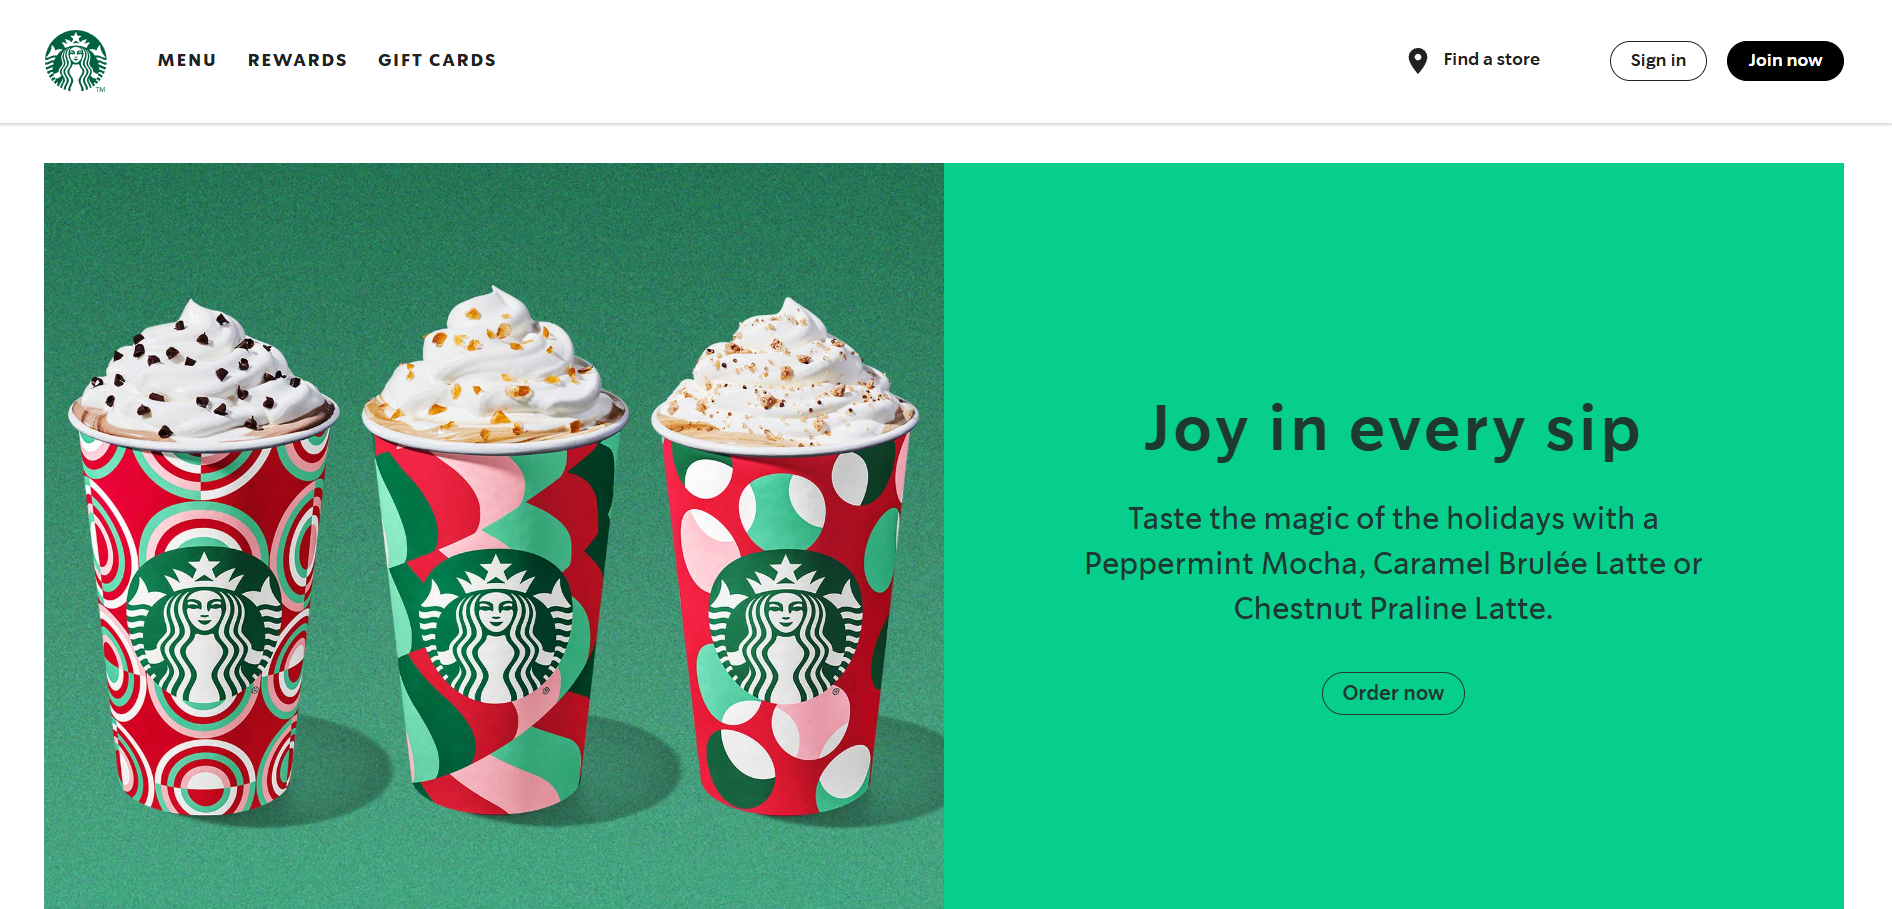 MENU REWARDS GIFT CARDS Find a store Sign in Join now
TM
Joy in every sip
Taste the magic of the holidays with a
Peppermint Mocha, Caramel Brulée Latte or
Chestnut Praline Latte.
Order now